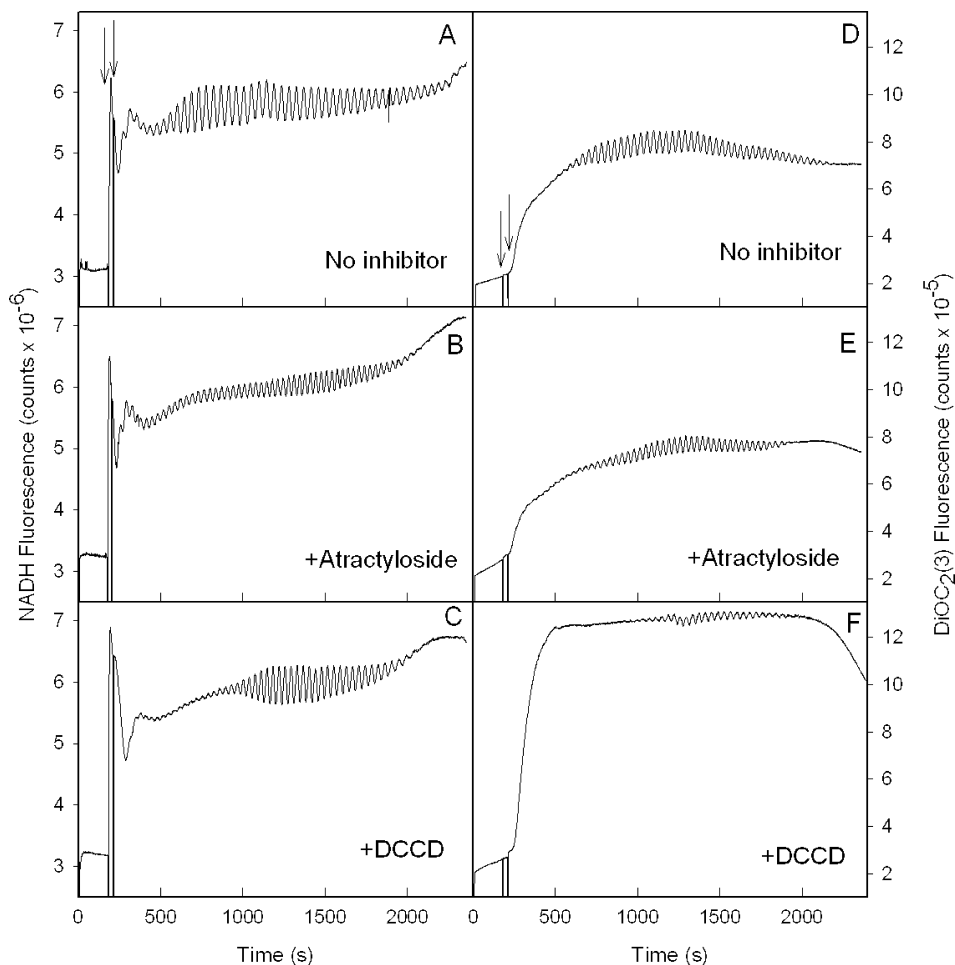 A
7
6
5
4
3
No inhibitor
D
12
10
8
6
4
2
No inhibitor
B
7
6
5
4
3
+Atractyloside
E
12
10
8
6
4
2
+Atractyloside
C
7
6
5
4
3
+DCCD
F
12
10
8
6
4
2
+DCCD
NADH Fluorescence (counts x 10⁻⁶)
DiOC₂(3) Fluorescence (counts x 10⁻⁵)
0 500 1000 1500 2000 0 500 1000 1500 2000
Time (s) Time (s)